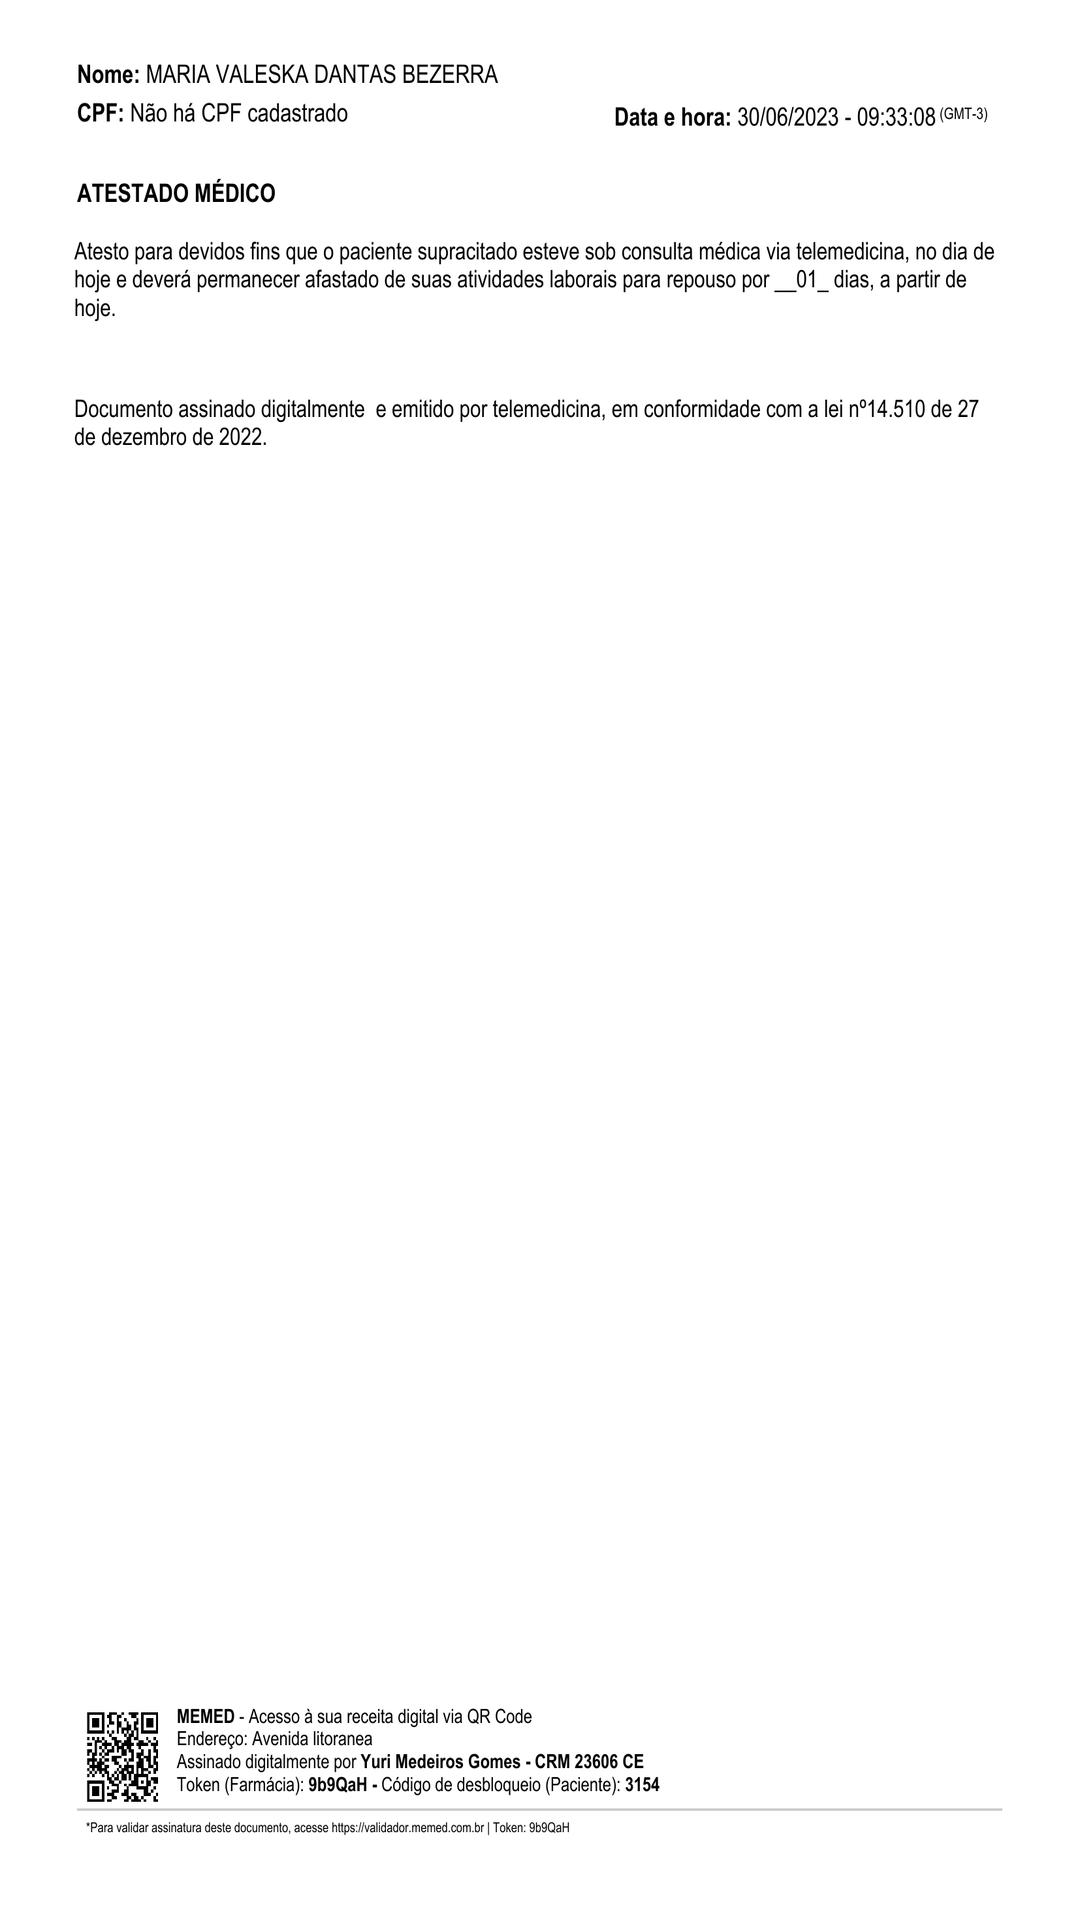 Nome: MARIA VALESKA DANTAS BEZERRA
CPF: Não há CPF cadastrado
Data e hora: 30/06/2023 - 09:33:08 (GMT-3)
ATESTADO MÉDICO
Atesto para devidos fins que o paciente supracitado esteve sob consulta médica via telemedicina, no dia de
hoje e deverá permanecer afastado de suas atividades laborais para repouso por __01_ dias, a partir de
hoje.
Documento assinado digitalmente  e emitido por telemedicina, em conformidade com a lei nº14.510 de 27
de dezembro de 2022.
MEMED - Acesso à sua receita digital via QR Code
Endereço: Avenida litoranea
Assinado digitalmente por Yuri Medeiros Gomes - CRM 23606 CE
Token (Farmácia): 9b9QaH - Código de desbloqueio (Paciente): 3154
*Para validar assinatura deste documento, acesse https://validador.memed.com.br | Token: 9b9QaH